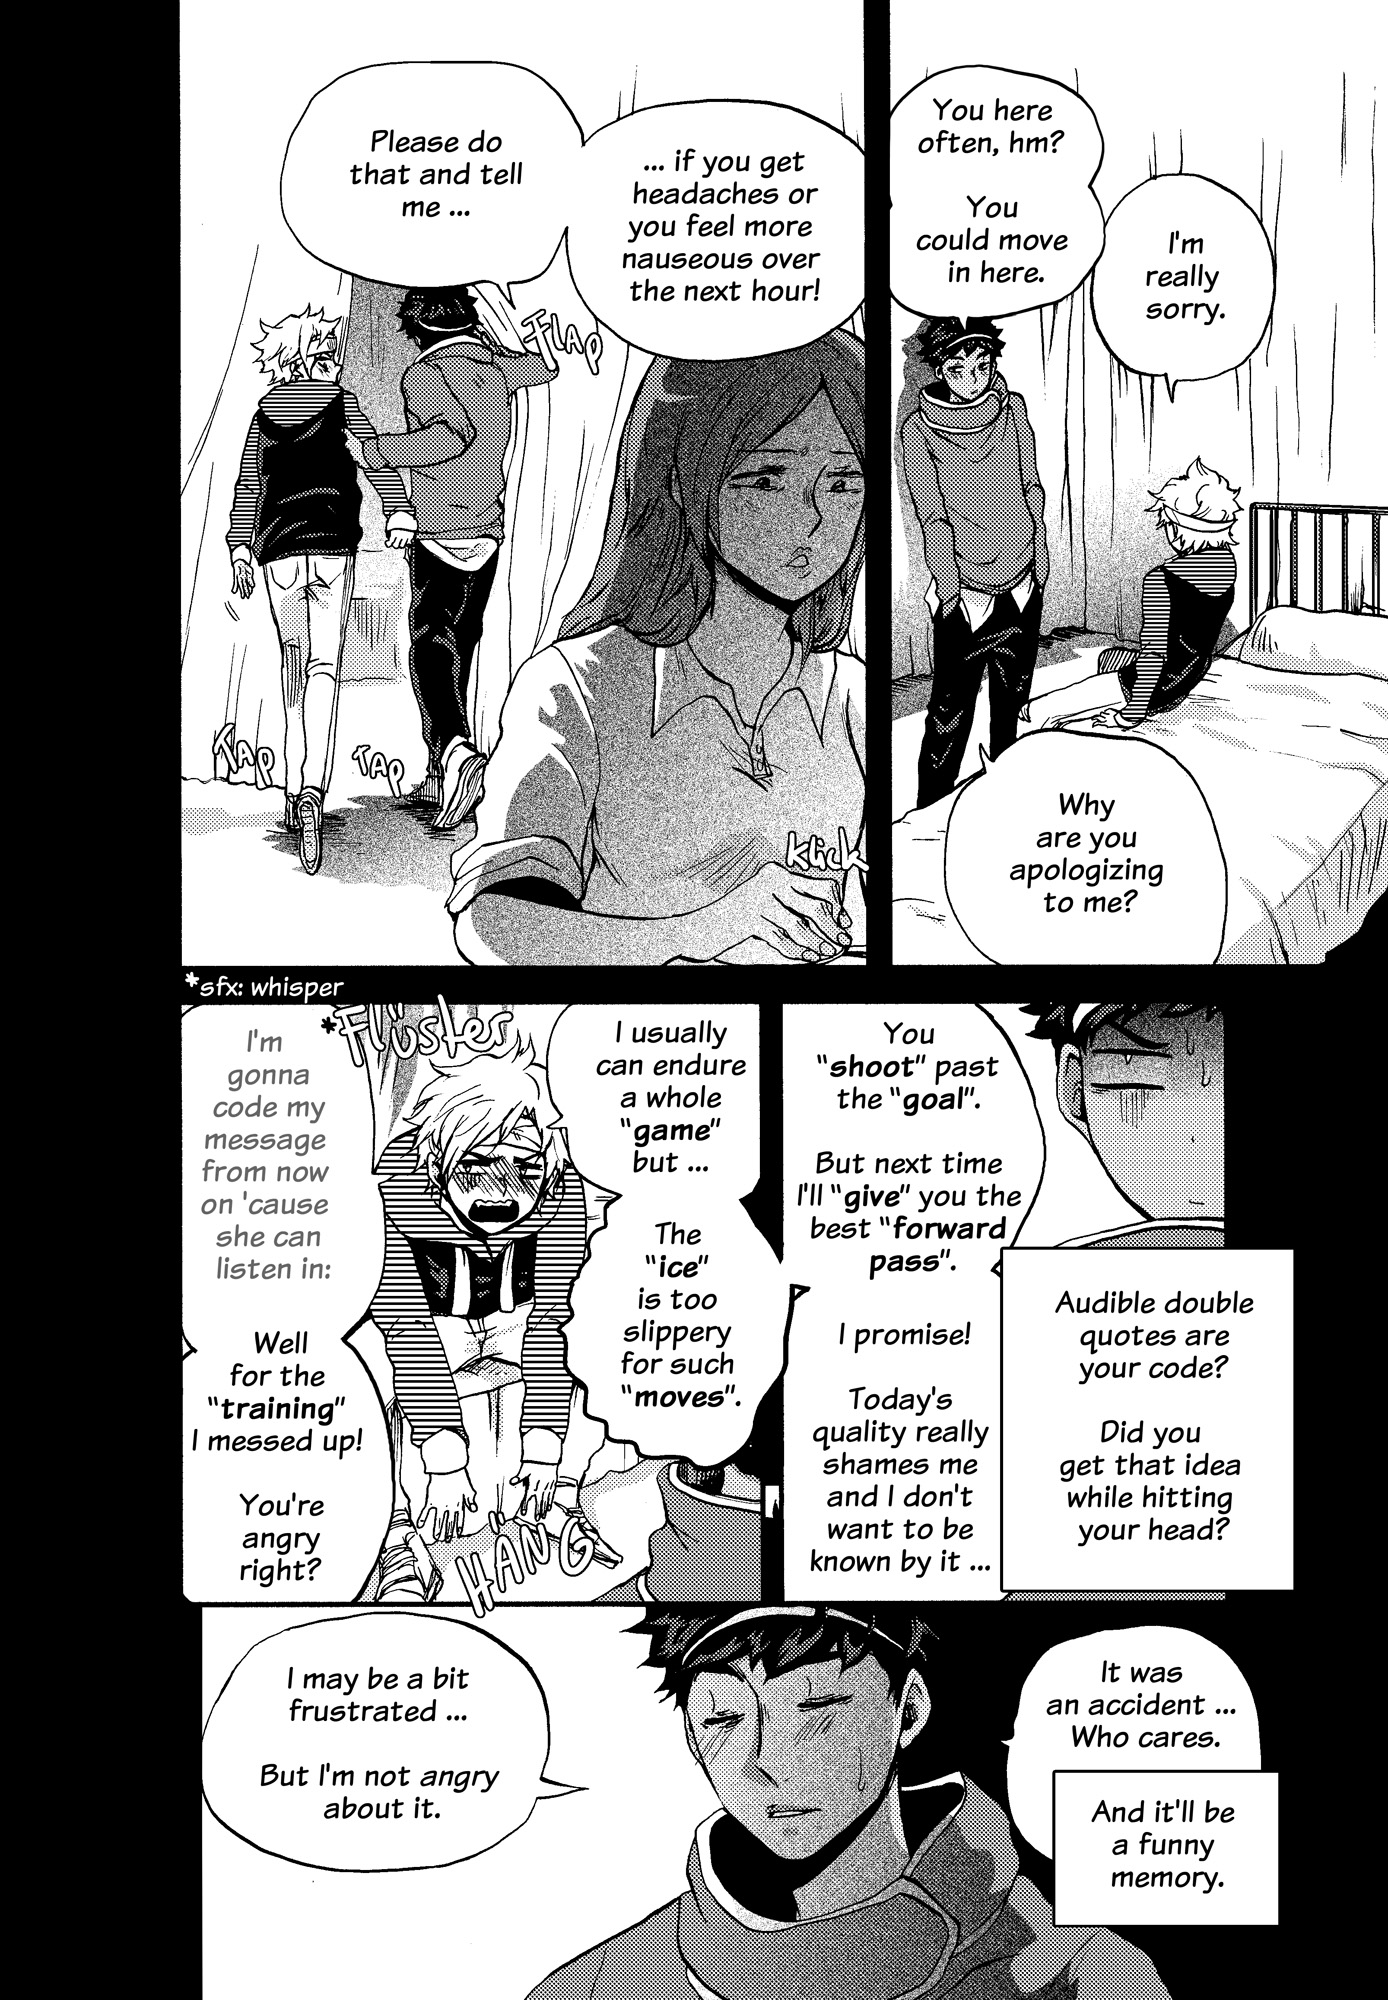 Please do
that and tell
me ...
... if you get
headaches or
you feel more
nauseous over
the next hour!
FLAP
TAP
TAP
Klick
You here
often, hm?
You
could move
in here.
I'm
really
sorry.
Why
are you
apologizing
to me?
*sfx: whisper
*Flüster
I'm
gonna
code my
message
from now
on 'cause
she can
listen in:
Well
for the
"training"
I messed up!
You're
angry
right?
I usually
can endure
a whole
"game"
but ...
The
"ice"
is too
slippery
for such
"moves".
HÄNG
You
"shoot" past
the "goal".
But next time
I'll "give" you the
best "forward
pass".
I promise!
Today's
quality really
shames me
and I don't
want to be
known by it ...
Audible double
quotes are
your code?
Did you
get that idea
while hitting
your head?
I may be a bit
frustrated ...
But I'm not angry
about it.
It was
an accident ...
Who cares.
And it'll be
a funny
memory.